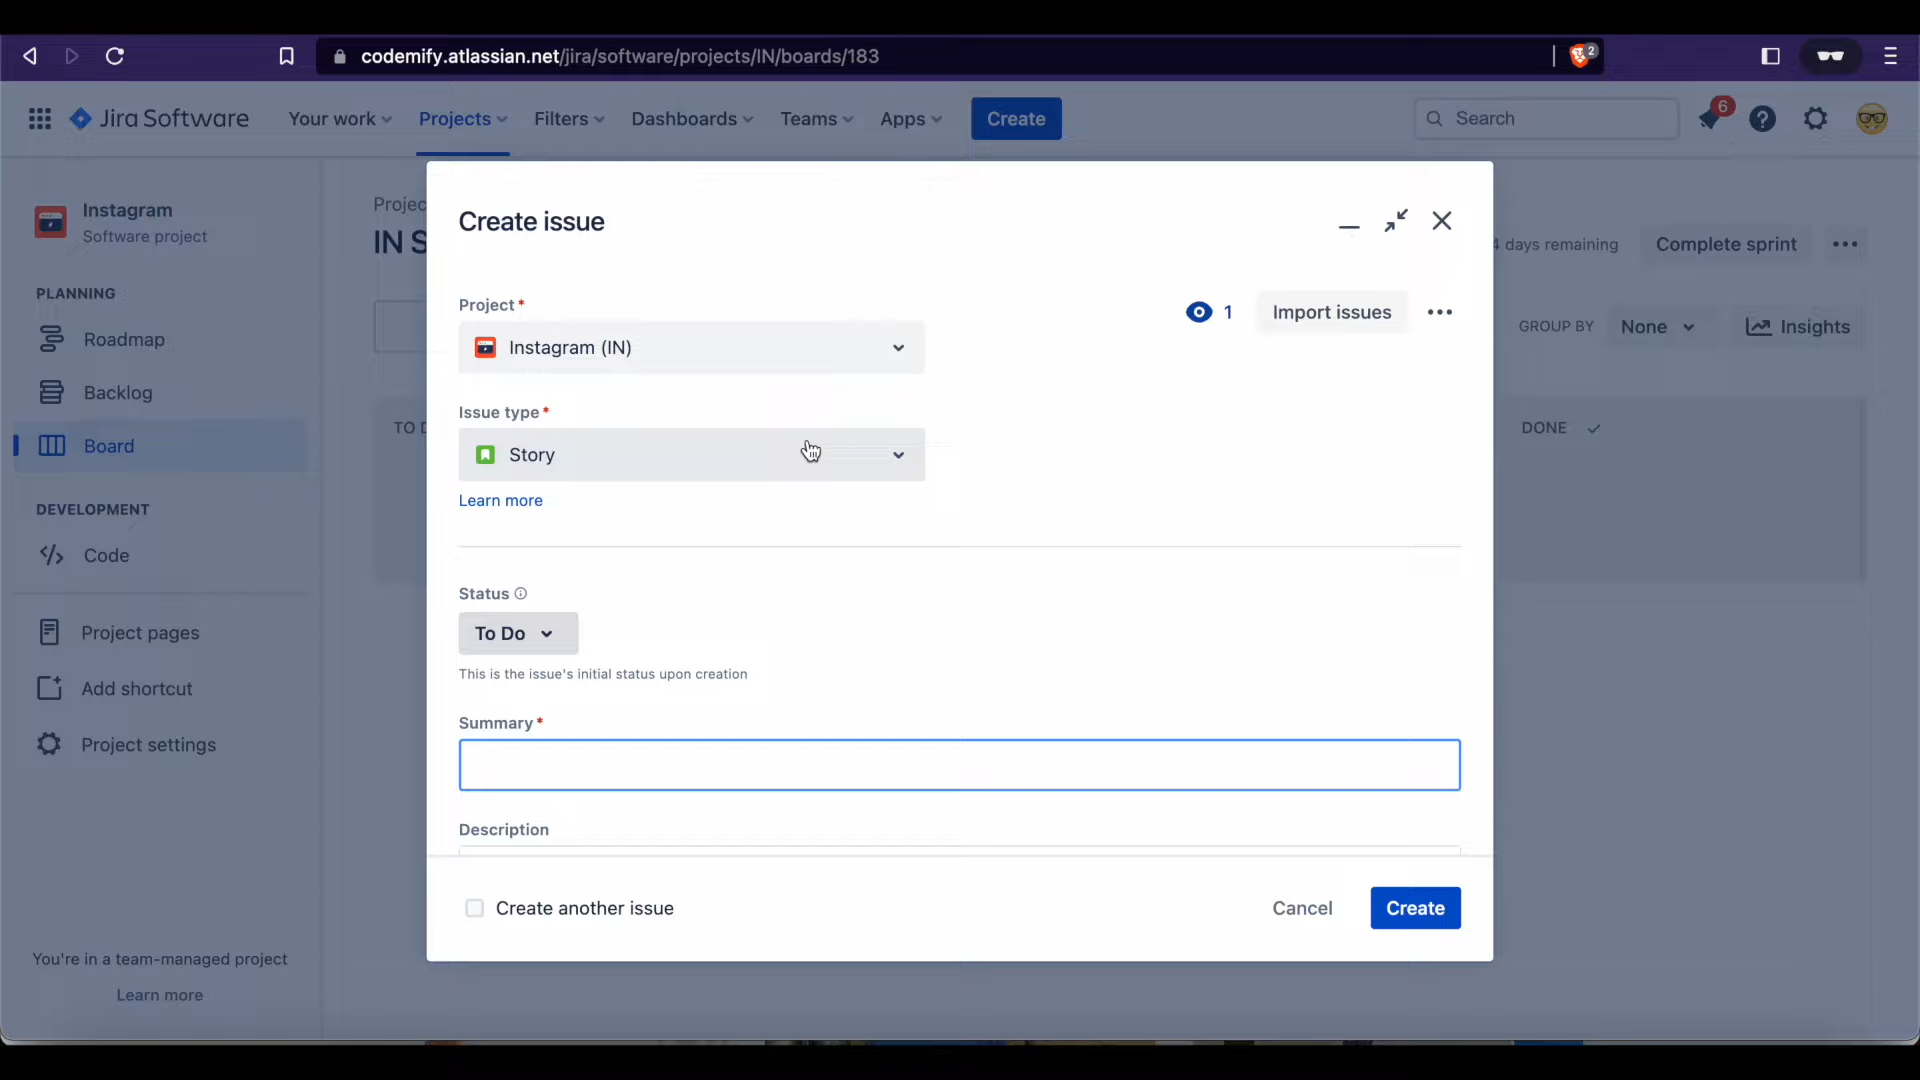 codemify.atlassian.net/jira/software/projects/IN/boards/183
2
Jira Software
Your work
Projects
Filters
Dashboards
Teams
Apps
Create
Search
6
Instagram
Software project
PLANNING
Roadmap
Backlog
Board
DEVELOPMENT
Code
Project pages
Add shortcut
Project settings
You're in a team-managed project
Learn more
IN
days remaining
Complete sprint
GROUP BY
None
Insights
TO
DONE
Create issue
Project *
1
Import issues
Instagram (IN)
Issue type *
Story
Learn more
Status
To Do
This is the issue's initial status upon creation
Summary *
Description
Create another issue
Cancel
Create